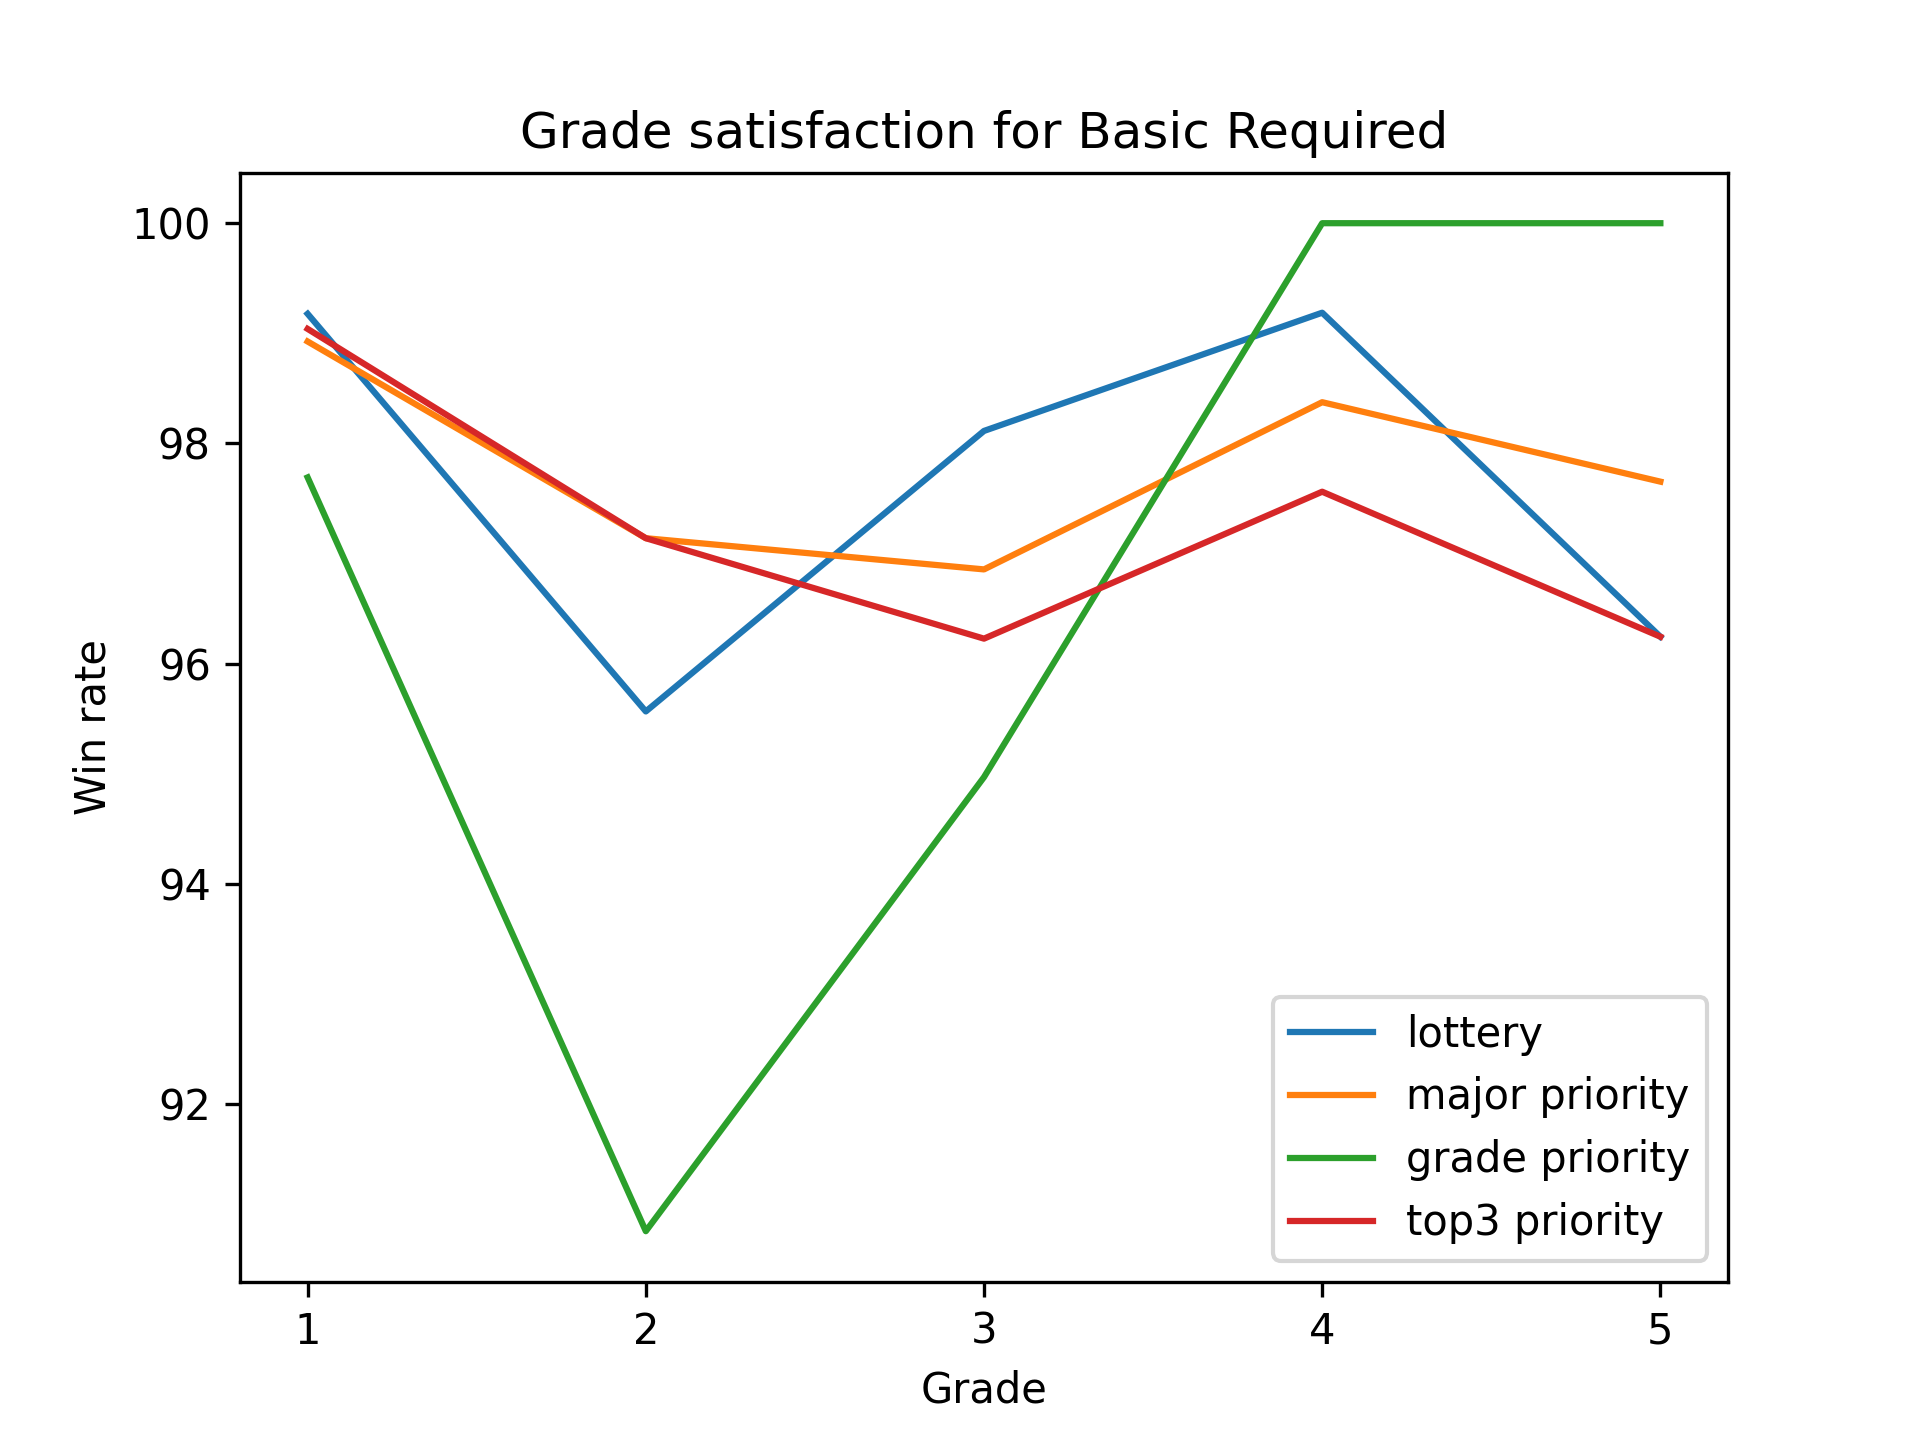 Grade satisfaction for Basic Required
100
98
96
94
92
Win rate
1 2 3 4 5
Grade
lottery
major priority
grade priority
top3 priority